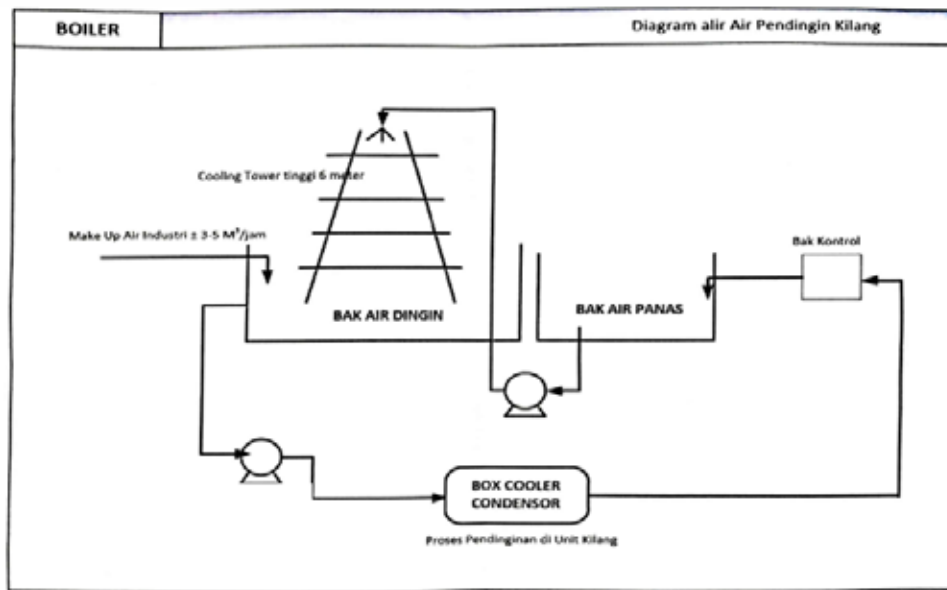 BOILER
Diagram alir Air Pendingin Kilang
Cooling Tower tinggi 6 meter
Make Up Air Industri ± 3-5 M³/jam
Bak Kontrol
BAK AIR DINGIN
BAK AIR PANAS
BOX COOLER
CONDENSOR
Proses Pendinginan di Unit Kilang